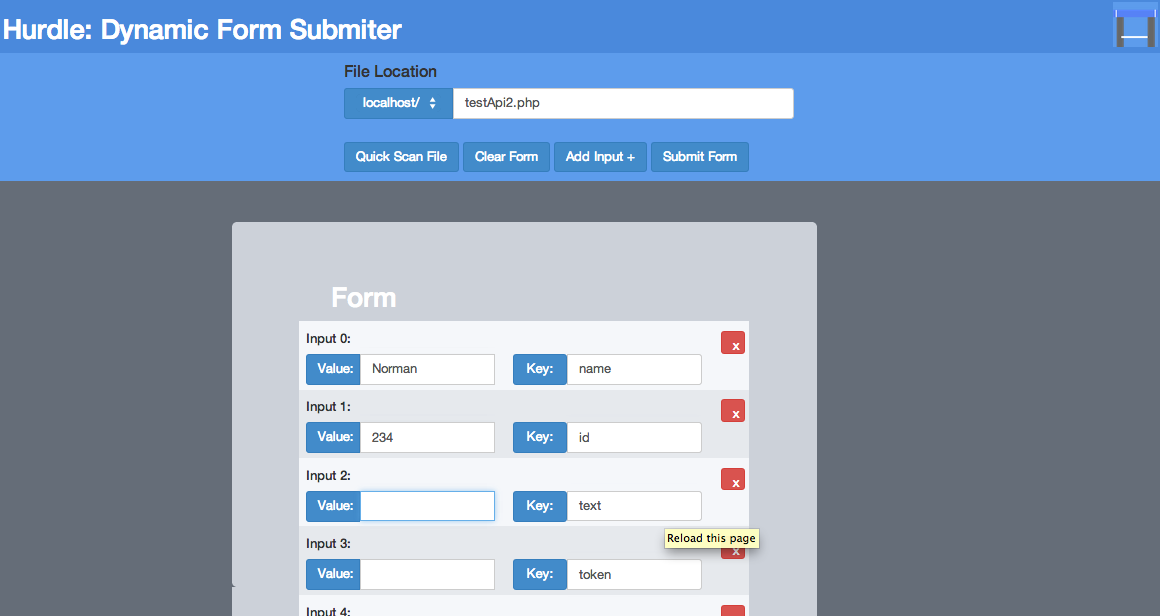 Hurdle: Dynamic Form Submiter
File Location
localhost/ testApi2.php
Quick Scan File Clear Form Add Input + Submit Form
Form
Input 0:
x
Value: Norman Key: name
Input 1:
x
Value: 234 Key: id
Input 2:
x
Value: Key: text
Reload this page
Input 3:
x
Value: Key: token
Input 4: